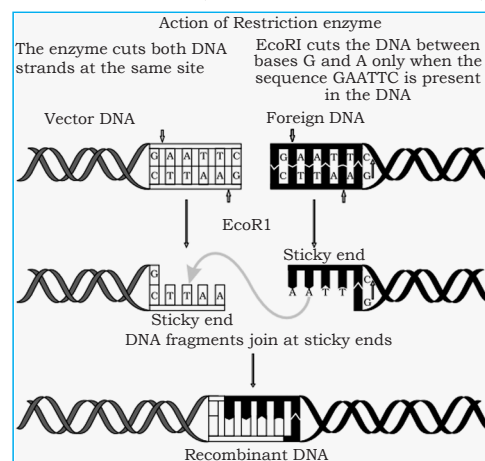 Action of Restriction enzyme
The enzyme cuts both DNA
strands at the same site
EcoRI cuts the DNA between
bases G and A only when the
sequence GAATTC is present
in the DNA
Vector DNA
Foreign DNA
G A A T T C
C T T A A G
G A A T T C
C T T A A G
EcoR1
Sticky end
G
C T T A A
A A T T C
G
Sticky end
DNA fragments join at sticky ends
Recombinant DNA